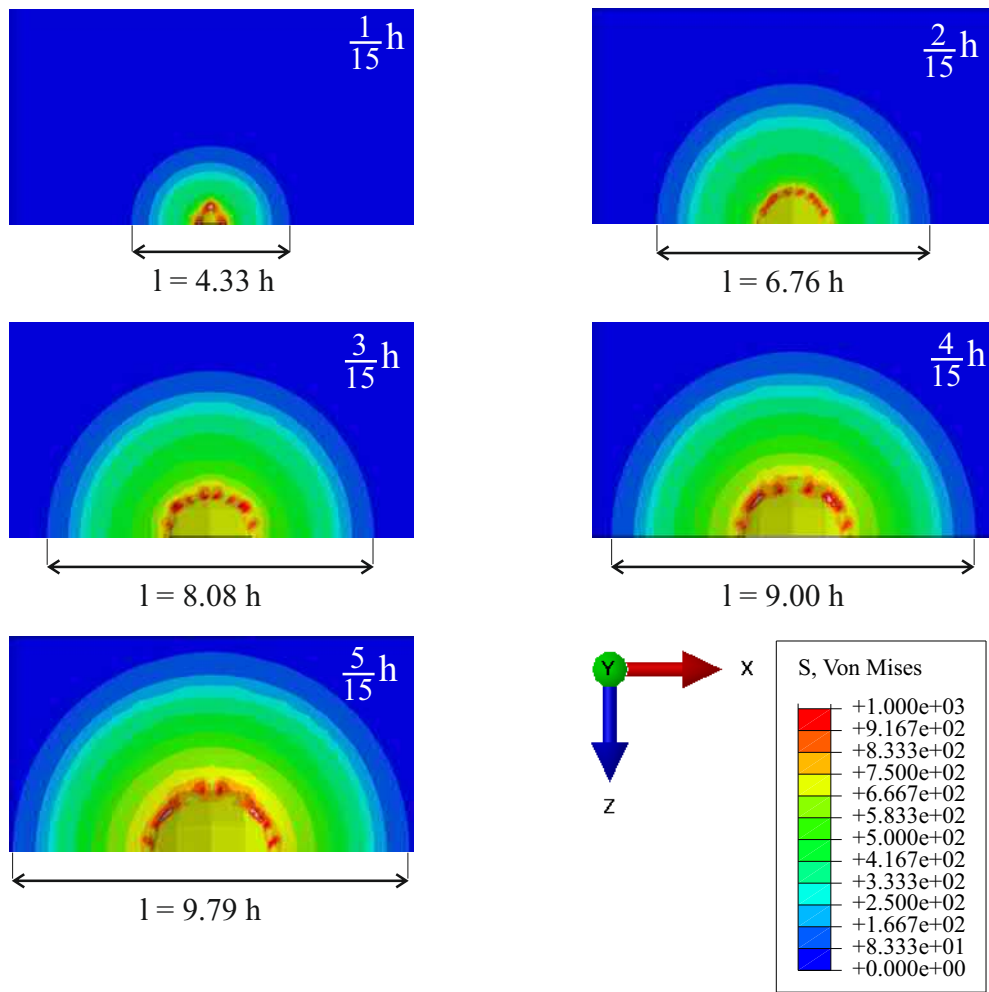 1/15 h
2/15 h
l = 4.33 h
l = 6.76 h
3/15 h
4/15 h
l = 8.08 h
l = 9.00 h
5/15 h
l = 9.79 h
Y
X
Z
S, Von Mises
+1.000e+03
+9.167e+02
+8.333e+02
+7.500e+02
+6.667e+02
+5.833e+02
+5.000e+02
+4.167e+02
+3.333e+02
+2.500e+02
+1.667e+02
+8.333e+01
+0.000e+00